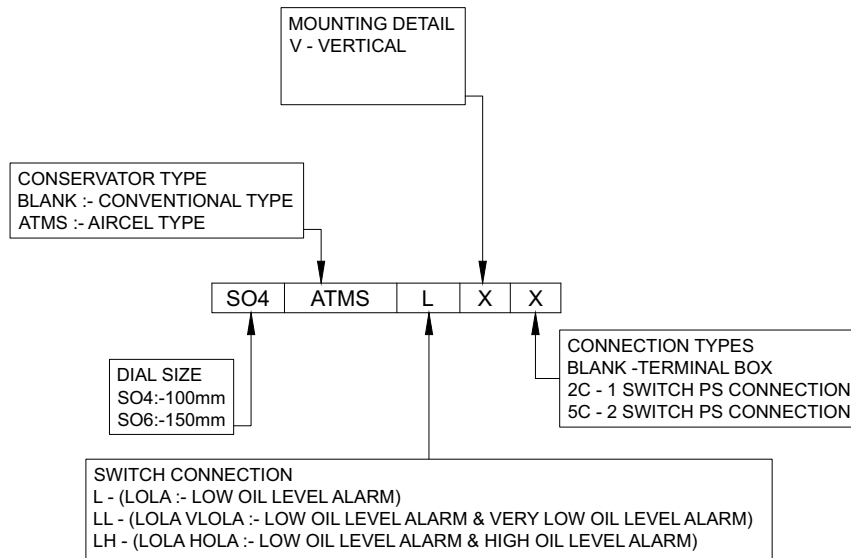 MOUNTING DETAIL
V - VERTICAL
CONSERVATOR TYPE
BLANK :- CONVENTIONAL TYPE
ATMS :- AIRCEL TYPE
SO4 ATMS L X X
DIAL SIZE
SO4:-100mm
SO6:-150mm
CONNECTION TYPES
BLANK -TERMINAL BOX
2C - 1 SWITCH PS CONNECTION
5C - 2 SWITCH PS CONNECTION
SWITCH CONNECTION
L - (LOLA :- LOW OIL LEVEL ALARM)
LL - (LOLA VLOLA :- LOW OIL LEVEL ALARM & VERY LOW OIL LEVEL ALARM)
LH - (LOLA HOLA :- LOW OIL LEVEL ALARM & HIGH OIL LEVEL ALARM)